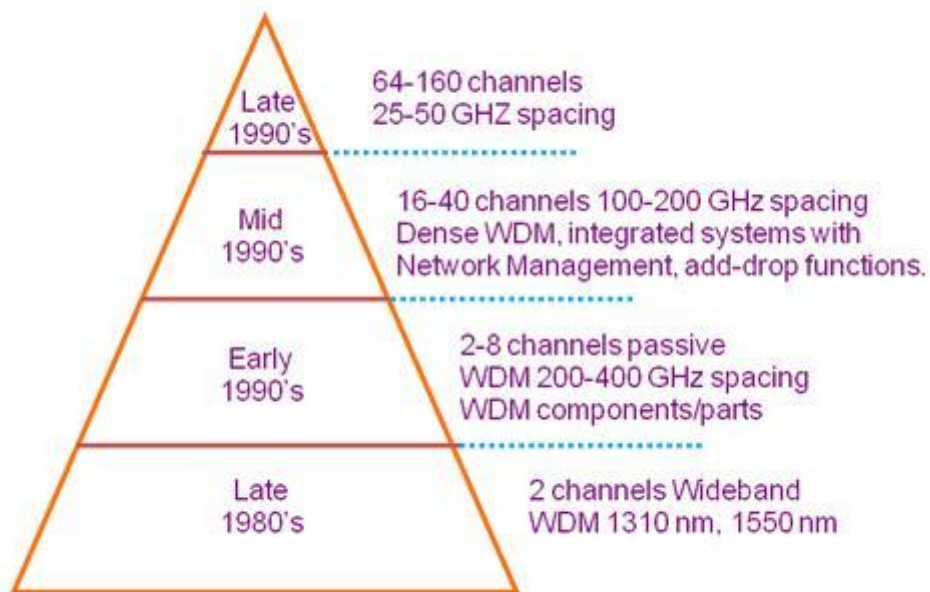 Late
1990's
64-160 channels
25-50 GHZ spacing
Mid
1990's
16-40 channels 100-200 GHz spacing
Dense WDM, integrated systems with
Network Management, add-drop functions.
Early
1990's
2-8 channels passive
WDM 200-400 GHz spacing
WDM components/parts
Late
1980's
2 channels Wideband
WDM 1310 nm, 1550 nm